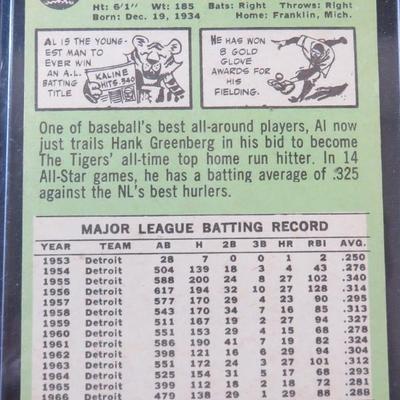 Ht: 6/1" Wt: 185 Bats: Right Throws: Right
Born: Dec. 19, 1934 Home: Franklin, Mich.
AL IS THE YOUNG-
EST MAN TO
EVER WIN
AN A.L.
BATTING
TITLE
KALINE
HITS .340
HE HAS WON
8 GOLD
GLOVE
AWARDS FOR
HIS
FIELDING.
One of baseball's best all-around players, Al now
just trails Hank Greenberg in his bid to become
The Tigers' all-time top home run hitter. In 14
All-Star games, he has a batting average of .325
against the NL's best hurlers.
MAJOR LEAGUE BATTING RECORD
YEAR TEAM AB H 2B 3B HR RBI AVG.
1953 Detroit 28 7 0 0 1 2 .250
1954 Detroit 504 139 18 3 4 43 .276
1955 Detroit 588 200 24 8 27 102 .340
1956 Detroit 617 194 32 10 27 128 .314
1957 Detroit 577 170 29 4 23 90 .295
1958 Detroit 543 170 34 7 16 85 .313
1959 Detroit 511 167 19 2 27 94 .327
1960 Detroit 551 153 29 4 15 68 .278
1961 Detroit 586 190 41 7 19 82 .324
1962 Detroit 398 121 16 6 29 94 .304
1963 Detroit 551 172 24 3 27 101 .312
1964 Detroit 525 154 31 5 17 68 .293
1965 Detroit 399 112 18 2 18 72 .281
1966 Detroit 479 138 29 1 29 88 .288